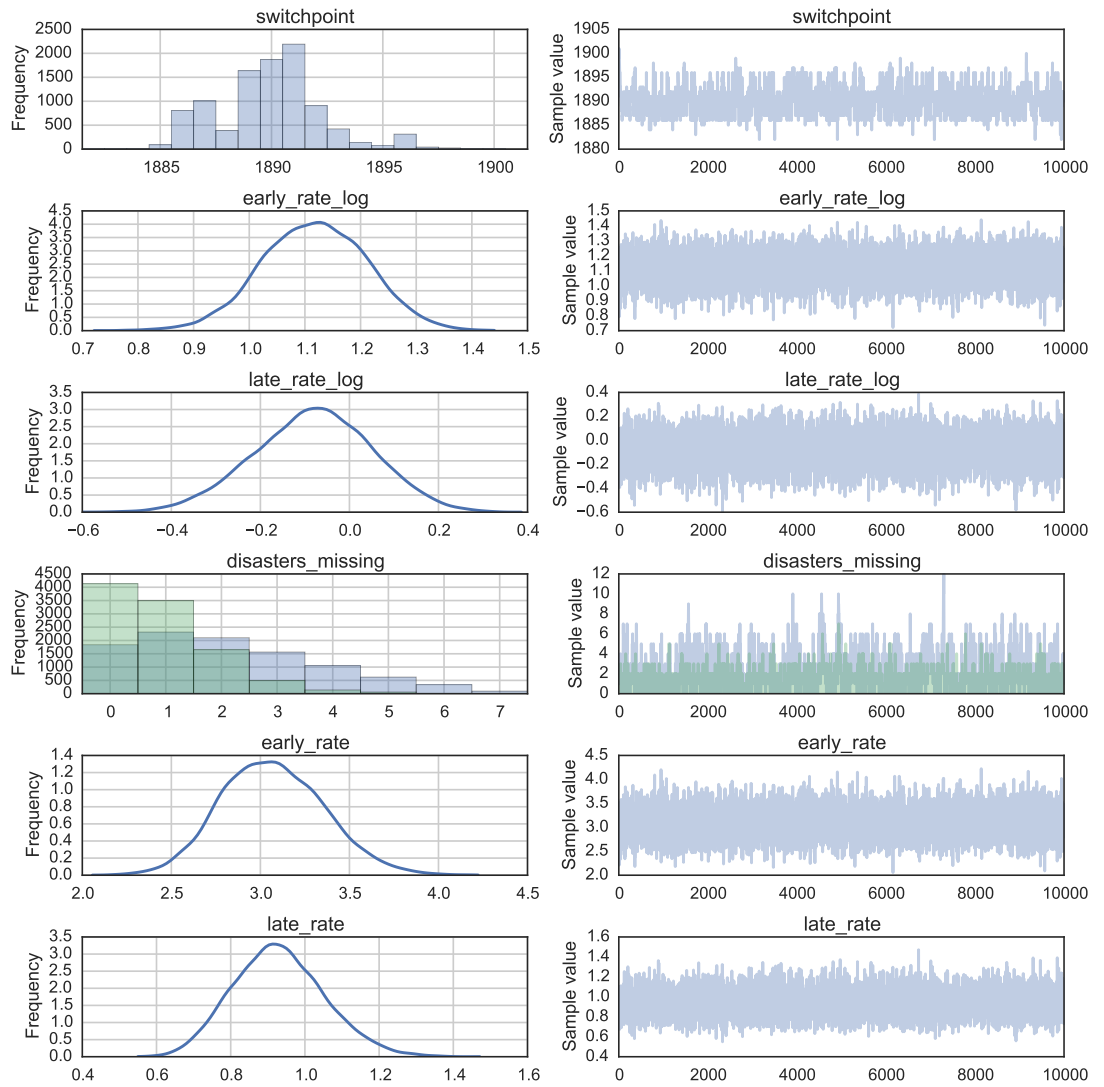 switchpoint
Frequency
2500
2000
1500
1000
500
0
1885 1890 1895 1900
switchpoint
Sample value
1905
1900
1895
1890
1885
1880
0 2000 4000 6000 8000 10000
early_rate_log
Frequency
4.5
4.0
3.5
3.0
2.5
2.0
1.5
1.0
0.5
0.0
0.7 0.8 0.9 1.0 1.1 1.2 1.3 1.4 1.5
early_rate_log
Sample value
1.5
1.4
1.3
1.2
1.1
1.0
0.9
0.8
0.7
0 2000 4000 6000 8000 10000
late_rate_log
Frequency
3.5
3.0
2.5
2.0
1.5
1.0
0.5
0.0
−0.6 −0.4 −0.2 0.0 0.2 0.4
late_rate_log
Sample value
0.4
0.2
0.0
−0.2
−0.4
−0.6
0 2000 4000 6000 8000 10000
disasters_missing
Frequency
4500
4000
3500
3000
2500
2000
1500
1000
500
0
0 1 2 3 4 5 6 7
disasters_missing
Sample value
12
10
8
6
4
2
0
0 2000 4000 6000 8000 10000
early_rate
Frequency
1.4
1.2
1.0
0.8
0.6
0.4
0.2
0.0
2.0 2.5 3.0 3.5 4.0 4.5
early_rate
Sample value
4.5
4.0
3.5
3.0
2.5
2.0
0 2000 4000 6000 8000 10000
late_rate
Frequency
3.5
3.0
2.5
2.0
1.5
1.0
0.5
0.0
0.4 0.6 0.8 1.0 1.2 1.4 1.6
late_rate
Sample value
1.6
1.4
1.2
1.0
0.8
0.6
0.4
0 2000 4000 6000 8000 10000